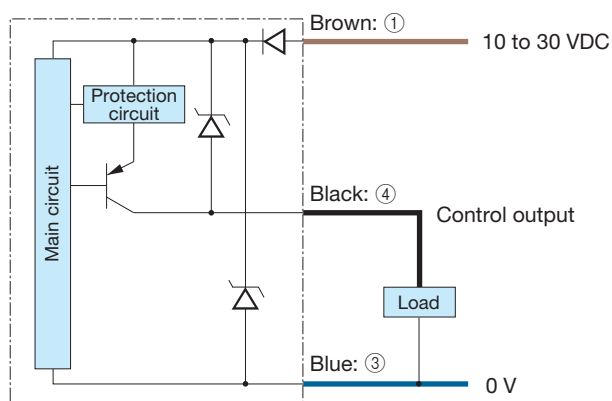 Brown: ①
10 to 30 VDC
Protection
circuit
Main circuit
Black: ④
Control output
Load
Blue: ③
0 V